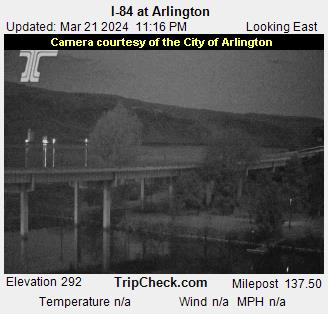 I-84 at Arlington
Updated: Mar 21 2024 11:16 PM Looking East
Camera courtesy of the City of Arlington
Elevation 292 TripCheck.com Milepost 137.50
Temperature n/a Wind n/a MPH n/a